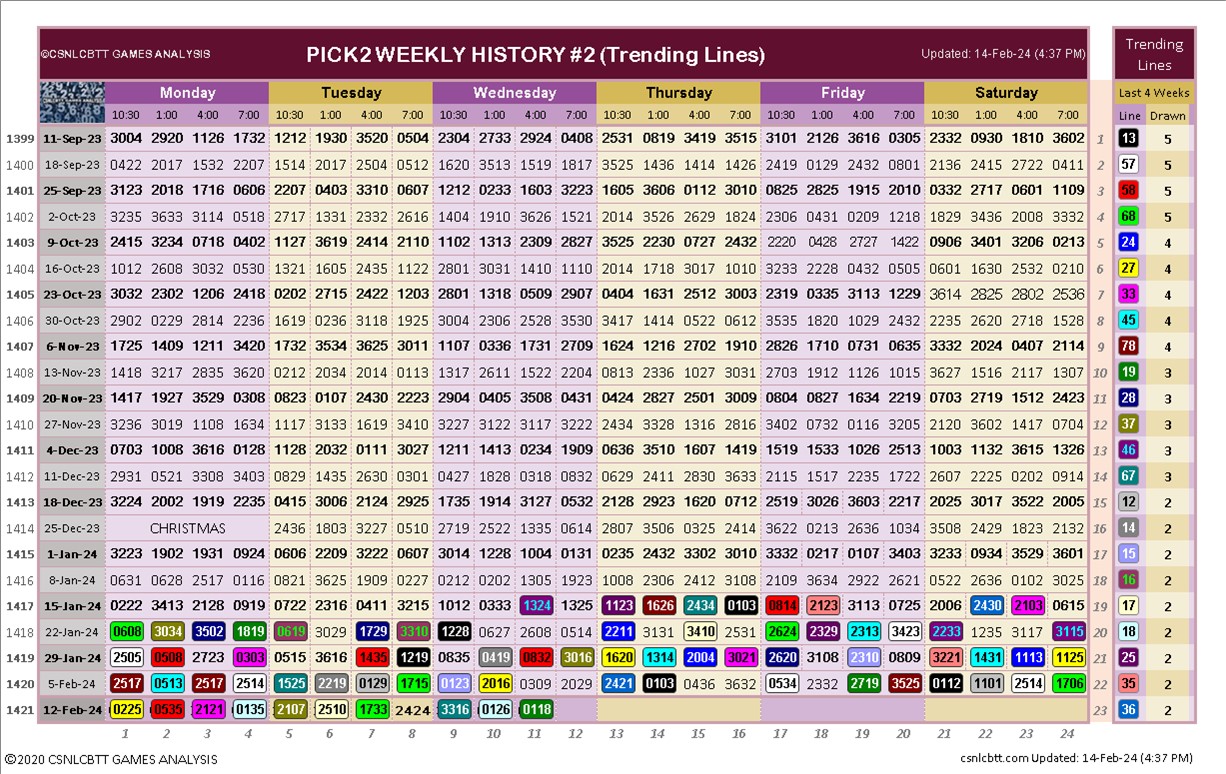 ©CSNLCBTT GAMES ANALYSIS PICK2 WEEKLY HISTORY #2 (Trending Lines) Updated: 14-Feb-24 (4:37 PM) Trending Lines
Monday Tuesday Wednesday Thursday Friday Saturday Last 4 Weeks
10:30 1:00 4:00 7:00 10:30 1:00 4:00 7:00 10:30 1:00 4:00 7:00 10:30 1:00 4:00 7:00 10:30 1:00 4:00 7:00 10:30 1:00 4:00 7:00 Line Drawn
1399 11-Sep-23 3004 2920 1126 1732 1212 1930 3520 0504 2304 2733 2924 0408 2531 0819 3419 3515 3101 2126 3616 0305 2332 0930 1810 3602 1 13 5
1400 18-Sep-23 0422 2017 1532 2207 1514 2017 2504 0512 1620 3513 1519 1817 3525 1436 1414 1426 2419 0129 2432 0801 2136 2415 2722 0411 2 57 5
1401 25-Sep-23 3123 2018 1716 0606 2207 0403 3310 0607 1212 0233 1603 3223 1605 3606 0112 3010 0825 2825 1915 2010 0332 2717 0601 1109 3 58 5
1402 2-Oct-23 3235 3633 3114 0518 2717 1331 2332 2616 1404 1910 3626 1521 2014 3526 2629 1824 2306 0431 0209 1218 1829 3436 2008 3332 4 68 5
1403 9-Oct-23 2415 3234 0718 0402 1127 3619 2414 2110 1102 1313 2309 2827 3525 2230 0727 2432 2220 0428 2727 1422 0906 3401 3206 0213 5 24 4
1404 16-Oct-23 1012 2608 3032 0530 1321 1605 2435 1122 2801 3031 1410 1110 2014 1718 3017 1010 3233 2228 0432 0505 0601 1630 2532 0210 6 27 4
1405 23-Oct-23 3032 2302 1206 2418 0202 2715 2422 1203 2801 1318 0509 2907 0404 1631 2512 3003 2319 0335 3113 1229 3614 2825 2802 2536 7 33 4
1406 30-Oct-23 2902 0229 2814 2236 1619 0236 3118 1925 3004 2306 2528 3530 3417 1414 0522 0612 3535 1820 1029 2432 2235 2620 2718 1528 8 45 4
1407 6-Nov-23 1725 1409 1211 3420 1732 3534 3625 3011 1107 0336 1731 2709 1624 1216 2702 1910 2826 1710 0731 0635 3332 2024 0407 2114 9 78 4
1408 13-Nov-23 1418 3217 2835 3620 0212 2034 2014 0113 1317 2611 1522 2204 0813 2336 1027 3031 2703 1912 1126 1015 3627 1516 2117 1307 10 19 3
1409 20-Nov-23 1417 1927 3529 0308 0823 0107 2430 2223 2904 0405 3508 0431 0424 2827 2501 3009 0804 0827 1634 2219 0703 2719 1512 2423 11 28 3
1410 27-Nov-23 3236 3019 1108 1634 1117 3133 1619 3410 3227 3122 3117 3222 2434 3328 1316 2816 3402 0732 0116 3205 2120 3602 1417 0704 12 37 3
1411 4-Dec-23 0703 1008 3616 0128 1128 2032 0111 3024 1211 1413 0234 1909 0636 3510 1607 1419 1519 1533 1026 2513 1003 1132 3615 1326 13 46 3
1412 11-Dec-23 2931 0521 3308 3403 0829 1435 2630 0301 0427 1828 0318 0832 0629 2411 2830 3633 2115 1517 2235 1722 2607 2225 0202 0914 14 67 3
1413 18-Dec-23 3224 2002 1919 2235 0415 3006 2124 2925 1735 1914 3127 0532 2128 2923 1620 0712 2519 3026 3603 2217 2025 3017 3522 2005 15 12 2
1414 25-Dec-23 CHRISTMAS 2436 1803 3227 0510 2719 2522 1335 0614 2807 3506 0325 2414 3622 0213 2636 1034 3508 2429 1823 2132 16 14 2
1415 1-Jan-24 3223 1902 1931 0924 0606 2209 3222 0607 3014 1228 1004 0131 0235 2432 3302 3010 3332 0217 0107 3403 3233 0934 3529 3601 17 15 2
1416 8-Jan-24 0631 0628 2517 0116 0821 3625 1909 0227 0212 0202 1305 1923 1008 2306 2412 3108 2109 3634 2922 2621 0522 2636 0102 3025 18 16 2
1417 15-Jan-24 0222 3413 2128 0919 0722 2316 0411 3215 1012 0333 1324 1325 1123 1626 2434 0103 0814 2123 3113 0725 2006 2430 2103 0615 19 17 2
1418 22-Jan-24 0608 3034 3502 1819 0619 3029 1729 3310 1228 0627 2608 0514 2211 3131 3410 2531 2624 2329 2313 3423 2233 1235 3117 3115 20 18 2
1419 29-Jan-24 2505 0508 2723 0303 0515 3616 1435 1219 0835 0419 0832 3016 1620 1314 2004 3021 2620 3108 2310 0809 3221 1431 1113 1125 21 25 2
1420 5-Feb-24 2517 0513 2517 2514 1525 2219 0129 1715 0123 2016 0309 2029 2421 0103 0436 3632 0534 2332 2719 3525 0112 1101 2514 1706 22 35 2
1421 12-Feb-24 0225 0535 2121 0135 2107 2510 1733 2424 3316 0126 0118 23 36 2
1 2 3 4 5 6 7 8 9 10 11 12 13 14 15 16 17 18 19 20 21 22 23 24
©2020 CSNLCBTT GAMES ANALYSIS csnlcbtt.com Updated: 14-Feb-24 (4:37 PM)